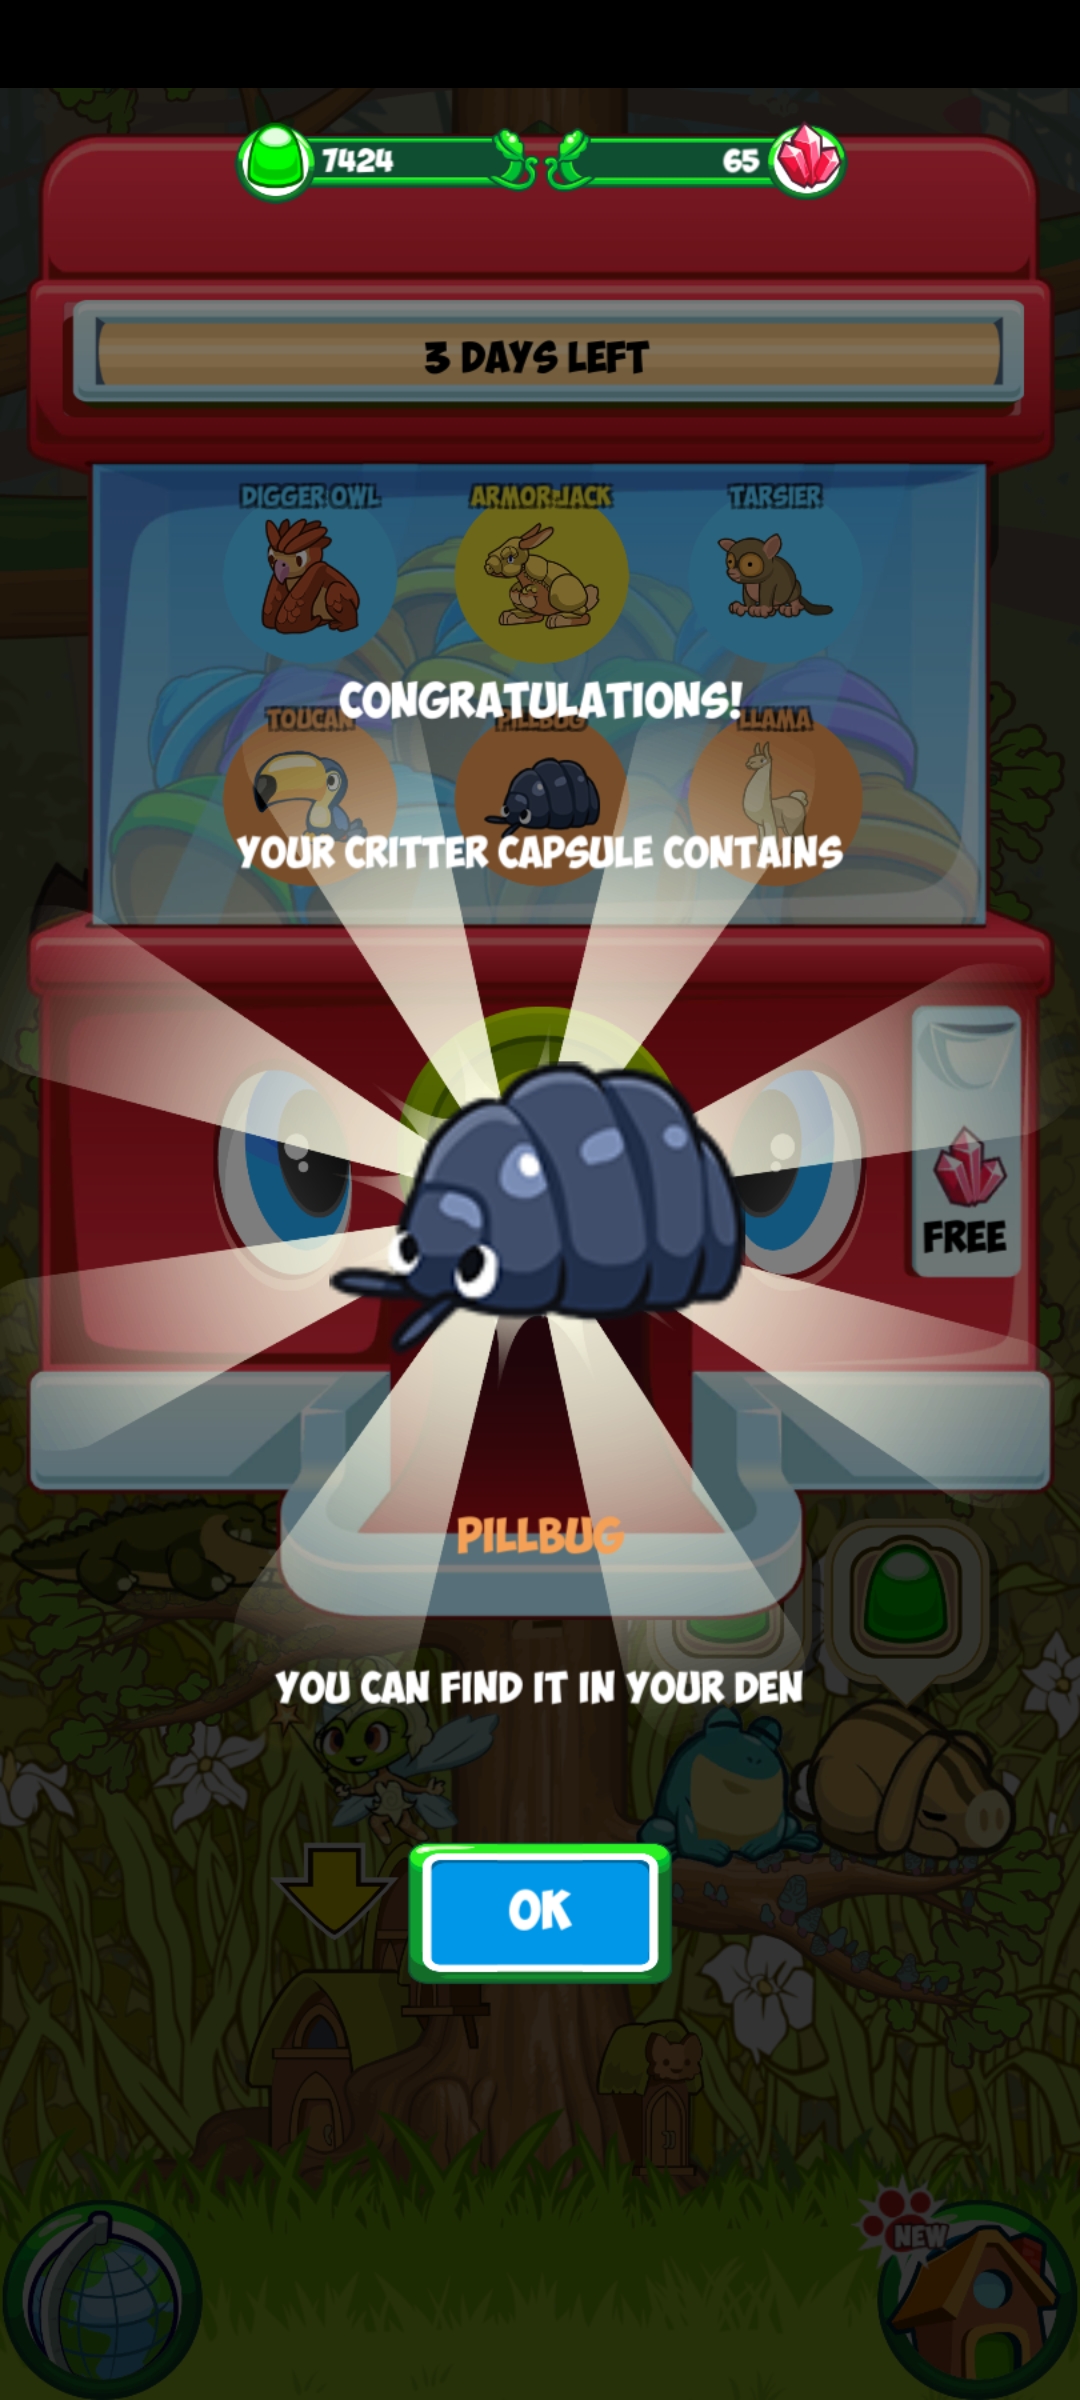 7424
65
3 DAYS LEFT
DIGGER OWL
ARMOR JACK
TARSIER
CONGRATULATIONS!
TOUCAN
PILLBUG
LLAMA
YOUR CRITTER CAPSULE CONTAINS
FREE
PILLBUG
YOU CAN FIND IT IN YOUR DEN
OK
NEW